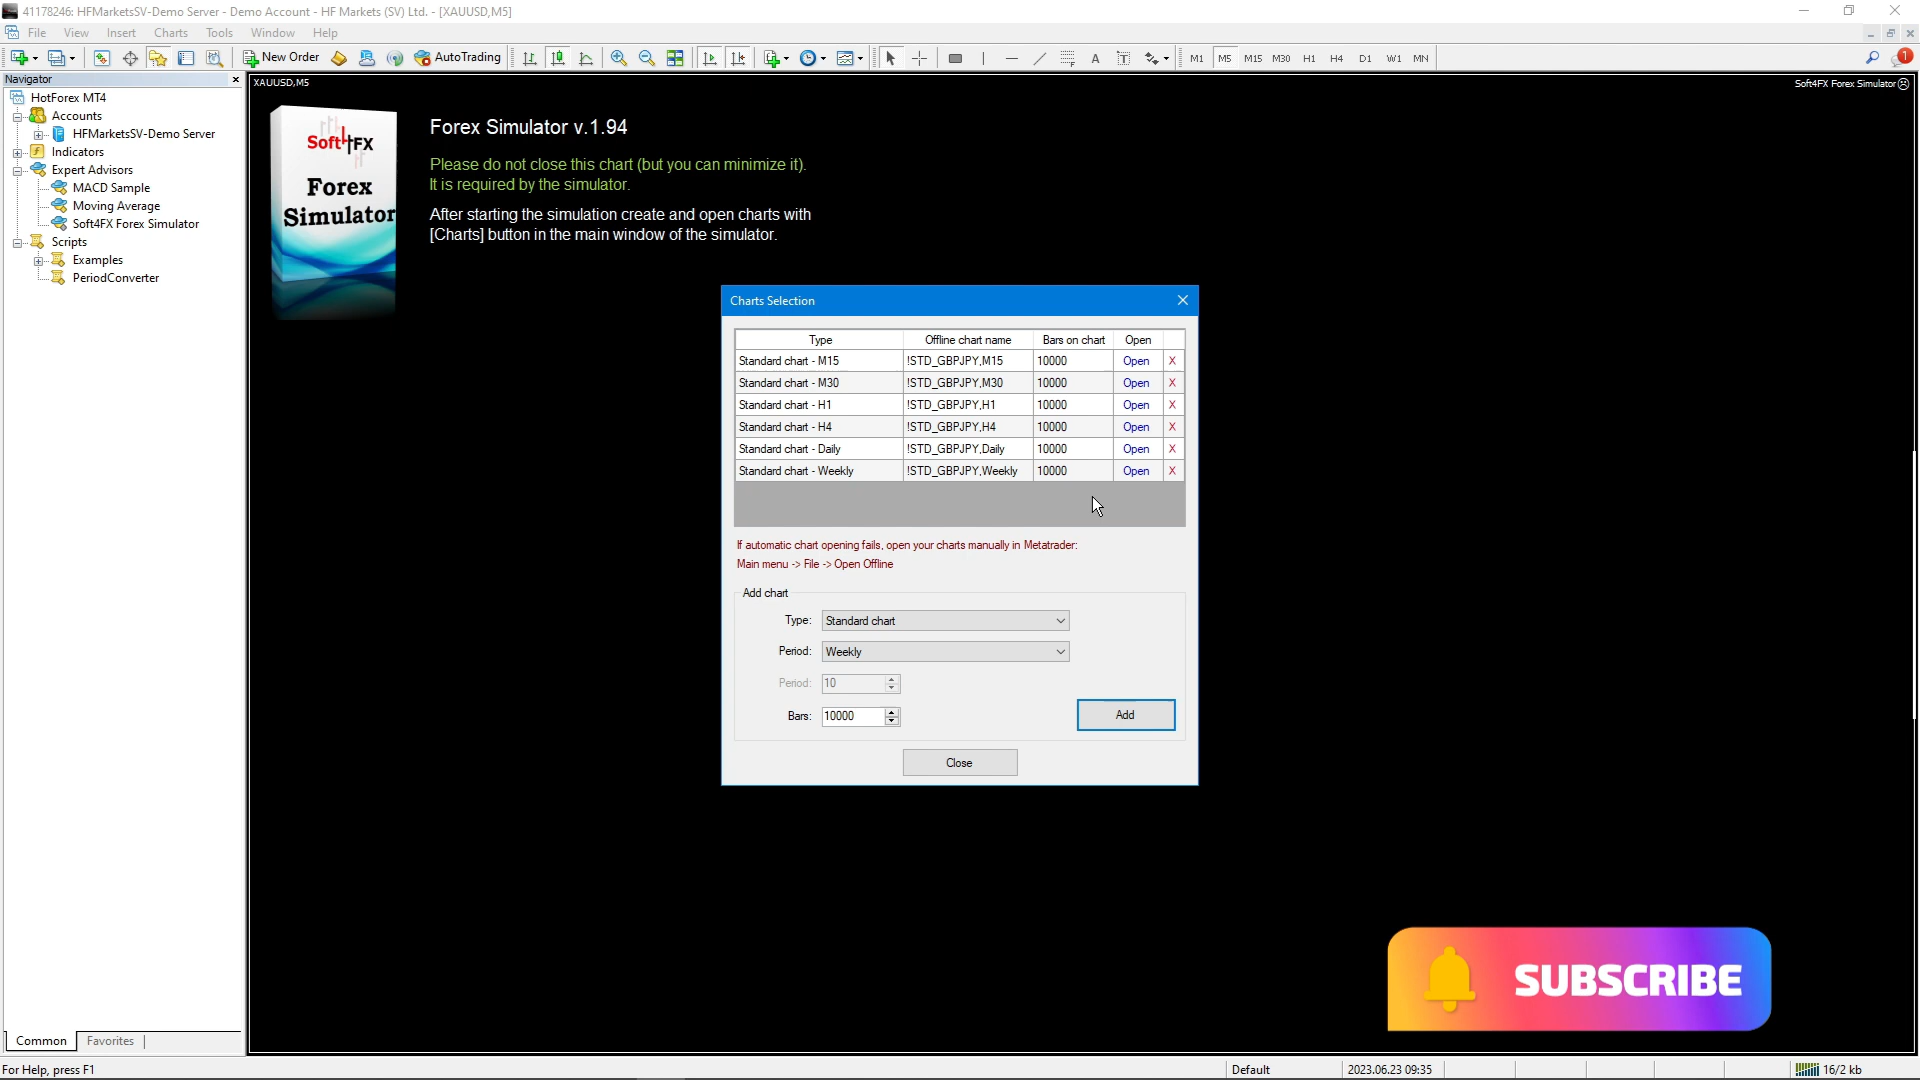 41178246: HFMarketsSV-Demo Server - Demo Account - HF Markets (SV) Ltd. - [XAUUSD,M5]
File View Insert Charts Tools Window Help
New Order AutoTrading A T M1 M5 M15 M30 H1 H4 D1 W1 MN 1
Navigator
HotForex MT4
Accounts
HFMarketsSV-Demo Server
Indicators
Expert Advisors
MACD Sample
Moving Average
Soft4FX Forex Simulator
Scripts
Examples
PeriodConverter
Common Favorites
XAUUSD,M5
Soft4FX Forex Simulator
Soft4FX
Forex
Simulator
Forex Simulator v.1.94
Please do not close this chart (but you can minimize it).
It is required by the simulator.
After starting the simulation create and open charts with
[Charts] button in the main window of the simulator.
Charts Selection
Type Offline chart name Bars on chart Open
Standard chart - M15 !STD_GBPJPY,M15 10000 Open X
Standard chart - M30 !STD_GBPJPY,M30 10000 Open X
Standard chart - H1 !STD_GBPJPY,H1 10000 Open X
Standard chart - H4 !STD_GBPJPY,H4 10000 Open X
Standard chart - Daily !STD_GBPJPY,Daily 10000 Open X
Standard chart - Weekly !STD_GBPJPY,Weekly 10000 Open X
If automatic chart opening fails, open your charts manually in Metatrader:
Main menu -> File -> Open Offline
Add chart
Type: Standard chart
Period: Weekly
Period: 10
Bars: 10000
Add
Close
SUBSCRIBE
For Help, press F1 Default 2023.06.23 09:35 16/2 kb